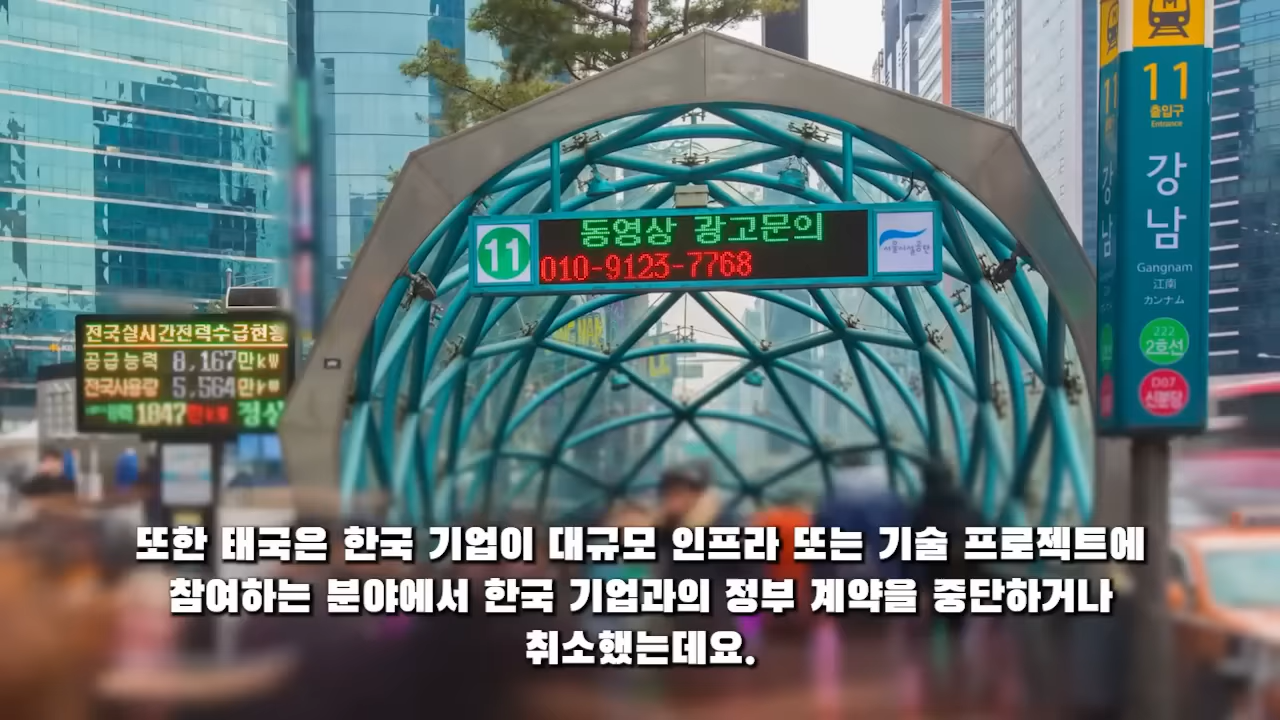 11
출입구
Entrance
강남
Gangnam
江南
カンナム
222
2호선
D07
신분당
11
동영상 광고문의
010-9123-7768
서울시설공단
전국실시간전력수급현황
공급능력 8,167만kW
전국사용량 5,564만kW
1847만kW 정상
또한 태국은 한국 기업이 대규모 인프라 또는 기술 프로젝트에
참여하는 분야에서 한국 기업과의 정부 계약을 중단하거나
취소했는데요.